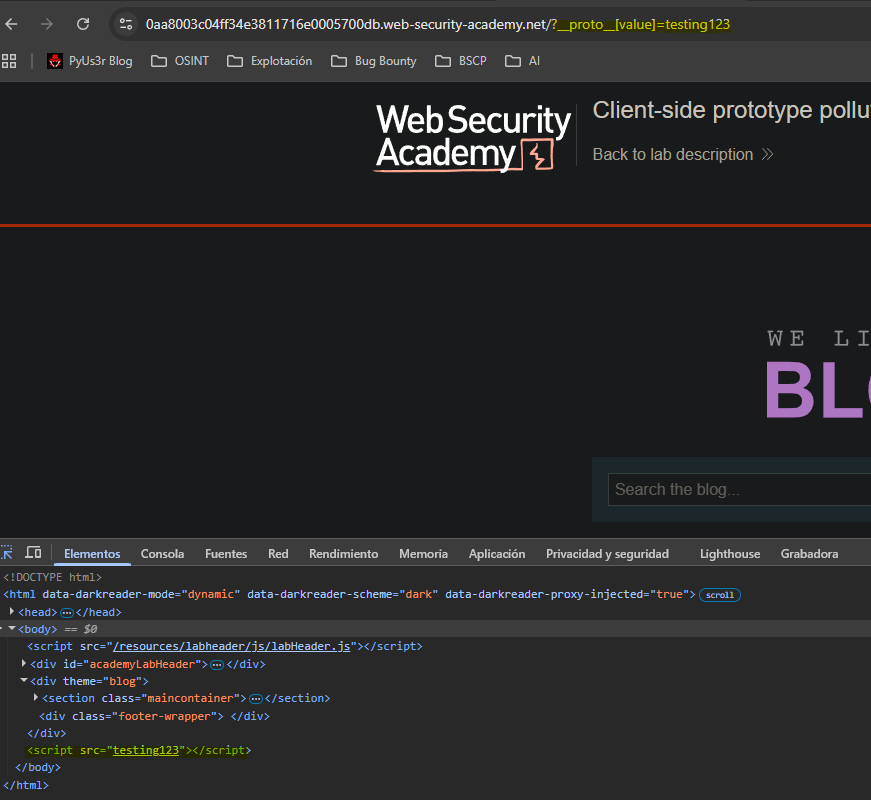 0aa8003c04ff34e3811716e0005700db.web-security-academy.net/?__proto__[value]=testing123
PyUs3r Blog OSINT Explotación Bug Bounty BSCP AI
Web Security
Academy
Client-side prototype pollu
Back to lab description
WE LI
BLO
Search the blog...
Elementos Consola Fuentes Red Rendimiento Memoria Aplicación Privacidad y seguridad Lighthouse Grabadora
<!DOCTYPE html>
<html data-darkreader-mode="dynamic" data-darkreader-scheme="dark" data-darkreader-proxy-injected="true"> scroll
<head>…</head>
<body> == $0
<script src="/resources/labheader/js/labHeader.js"></script>
<div id="academyLabHeader">…</div>
<div theme="blog">
<section class="maincontainer">…</section>
<div class="footer-wrapper"> </div>
</div>
<script src="testing123"></script>
</body>
</html>